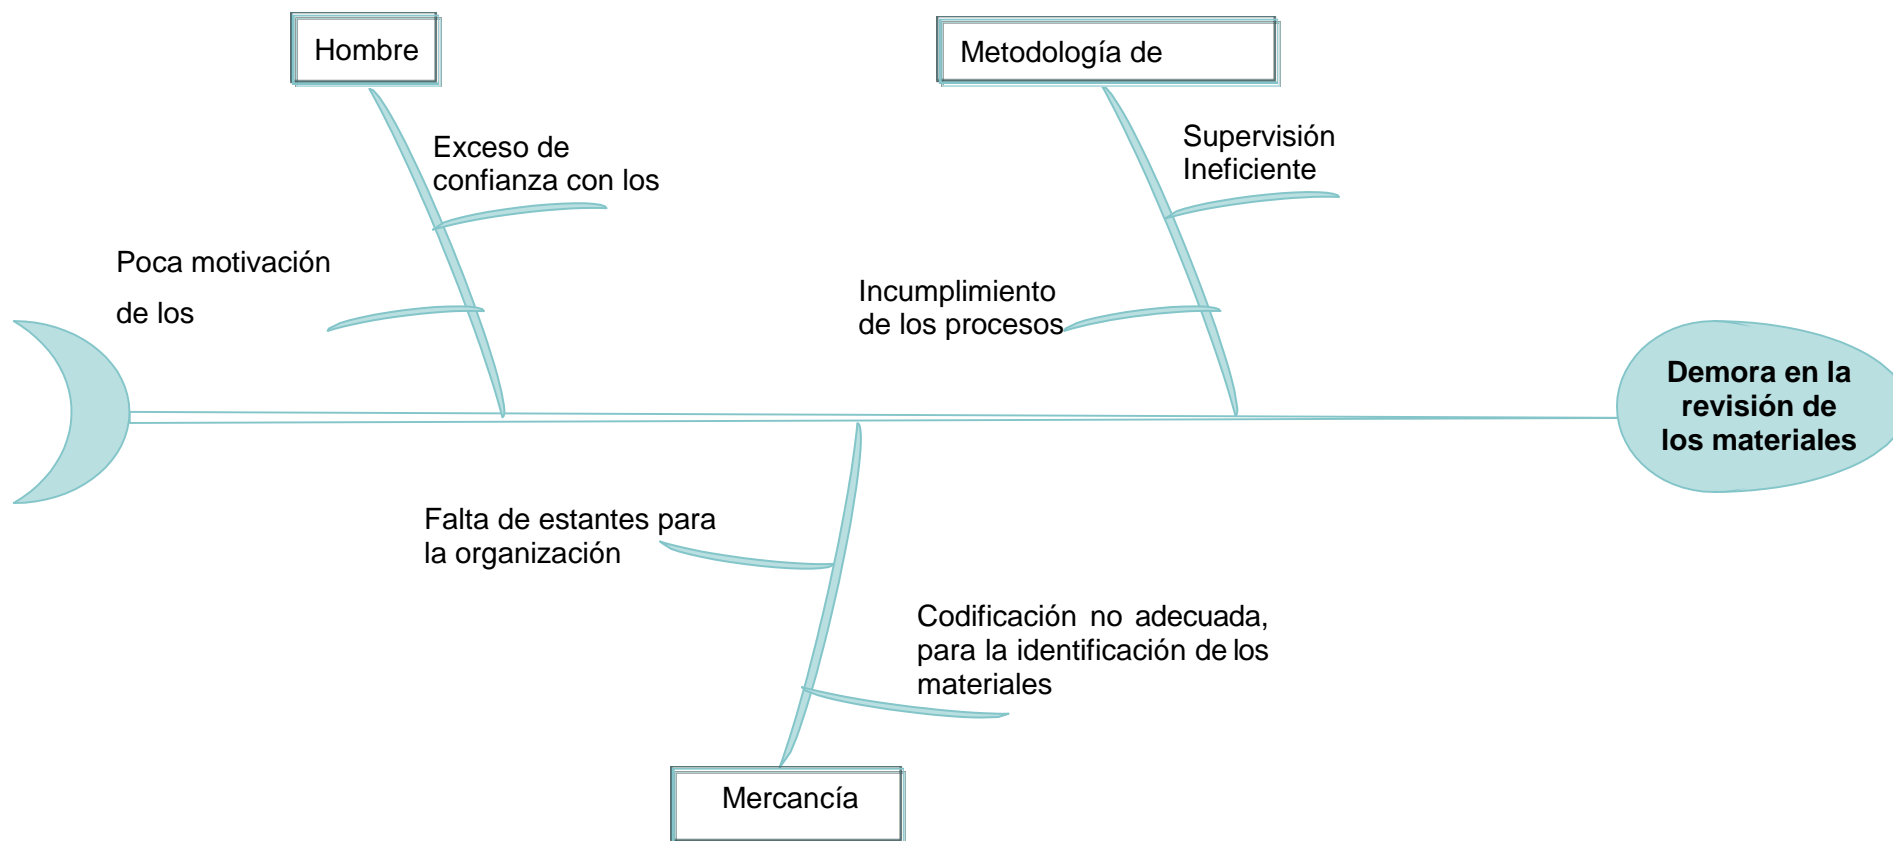 Hombre
Metodología de
Exceso de
confianza con los
Supervisión
Ineficiente
Poca motivación
de los
Incumplimiento
de los procesos
Demora en la
revisión de
los materiales
Falta de estantes para
la organización
Codificación no adecuada,
para la identificación de los
materiales
Mercancía